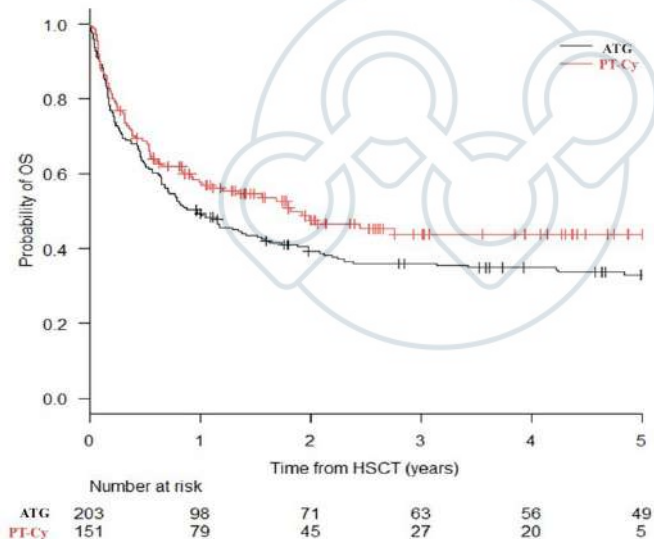 1.0
0.8
0.6
0.4
0.2
0.0
Probability of OS
ATG
PT-Cy
0 1 2 3 4 5
Time from HSCT (years)
Number at risk
ATG 203 98 71 63 56 49
PT-Cy 151 79 45 27 20 5